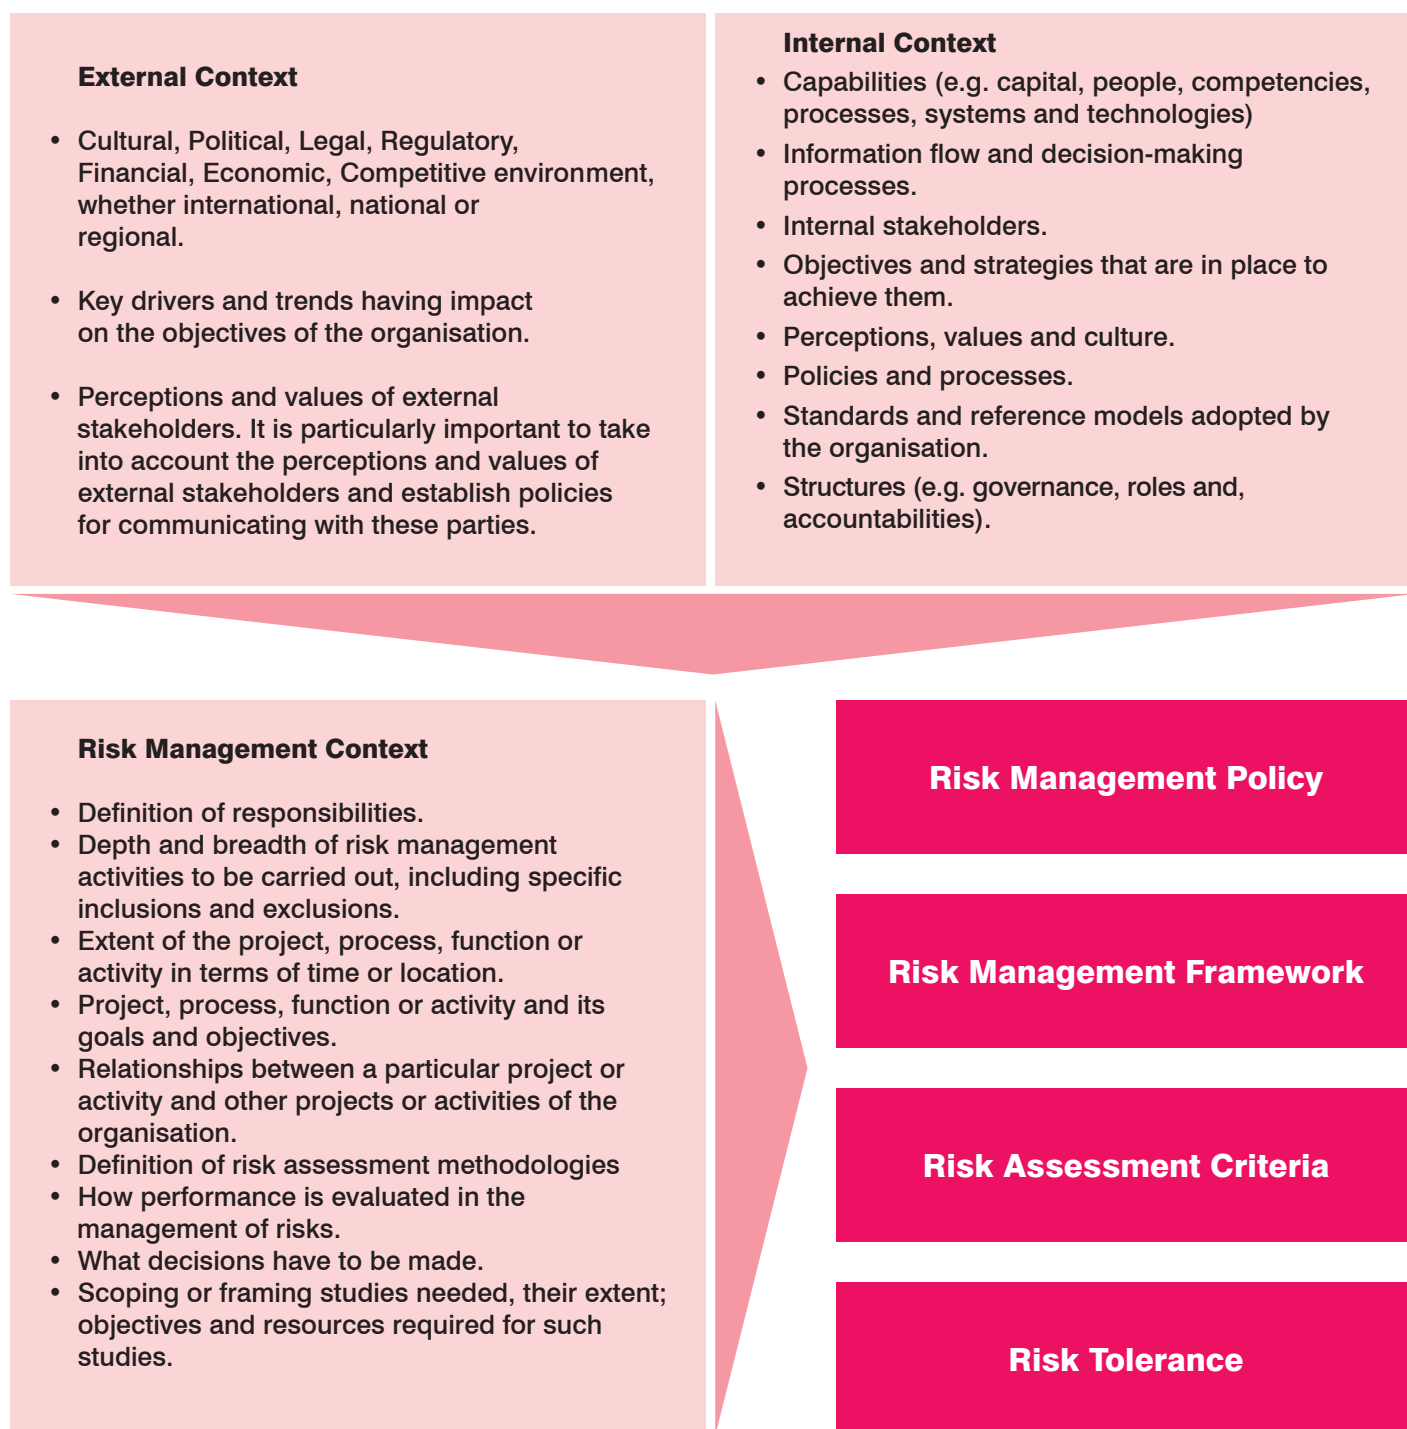 External Context
• Cultural, Political, Legal, Regulatory,
Financial, Economic, Competitive environment,
whether international, national or
regional.
• Key drivers and trends having impact
on the objectives of the organisation.
• Perceptions and values of external
stakeholders. It is particularly important to take
into account the perceptions and values of
external stakeholders and establish policies
for communicating with these parties.
Internal Context
• Capabilities (e.g. capital, people, competencies,
processes, systems and technologies)
• Information flow and decision-making
processes.
• Internal stakeholders.
• Objectives and strategies that are in place to
achieve them.
• Perceptions, values and culture.
• Policies and processes.
• Standards and reference models adopted by
the organisation.
• Structures (e.g. governance, roles and,
accountabilities).
Risk Management Context
• Definition of responsibilities.
• Depth and breadth of risk management
activities to be carried out, including specific
inclusions and exclusions.
• Extent of the project, process, function or
activity in terms of time or location.
• Project, process, function or activity and its
goals and objectives.
• Relationships between a particular project or
activity and other projects or activities of the
organisation.
• Definition of risk assessment methodologies
• How performance is evaluated in the
management of risks.
• What decisions have to be made.
• Scoping or framing studies needed, their extent;
objectives and resources required for such
studies.
Risk Management Policy
Risk Management Framework
Risk Assessment Criteria
Risk Tolerance